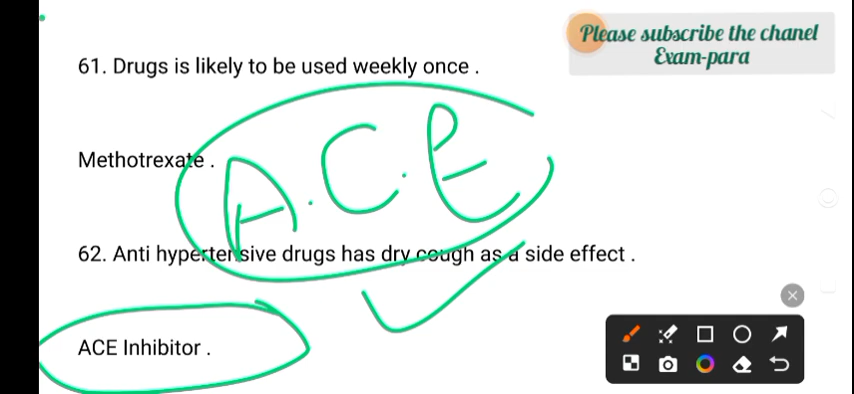 Please subscribe the chanel
Exam-para
61. Drugs is likely to be used weekly once .
Methotrexate .
A.C.E
62. Anti hypertensive drugs has dry cough as a side effect .
ACE Inhibitor .